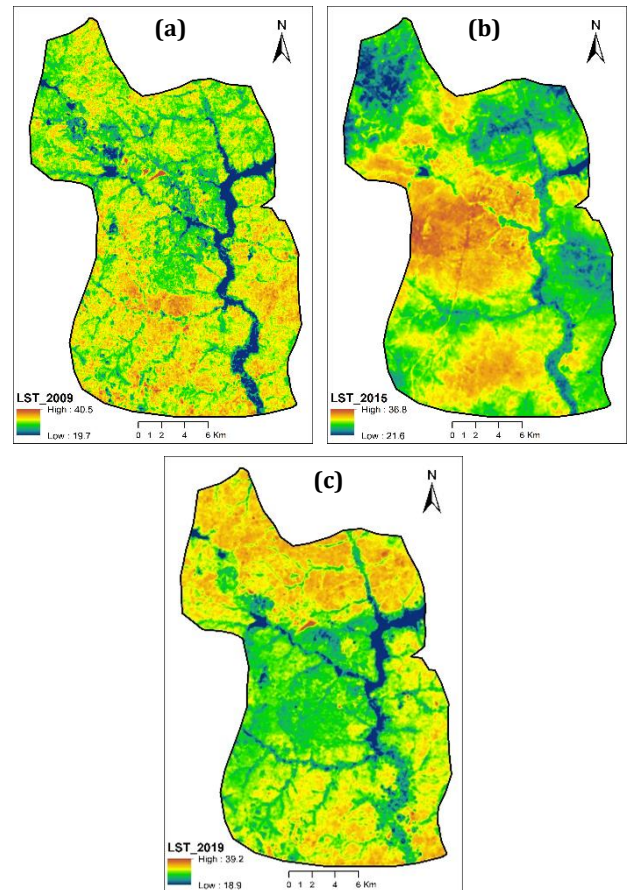 (a)
N
LST_2009
High : 40.5
Low : 19.7
0 1 2 4 6 Km
(b)
N
LST_2015
High : 36.8
Low : 21.6
0 1 2 4 6 Km
(c)
N
LST_2019
High : 39.2
Low : 18.9
0 1 2 4 6 Km